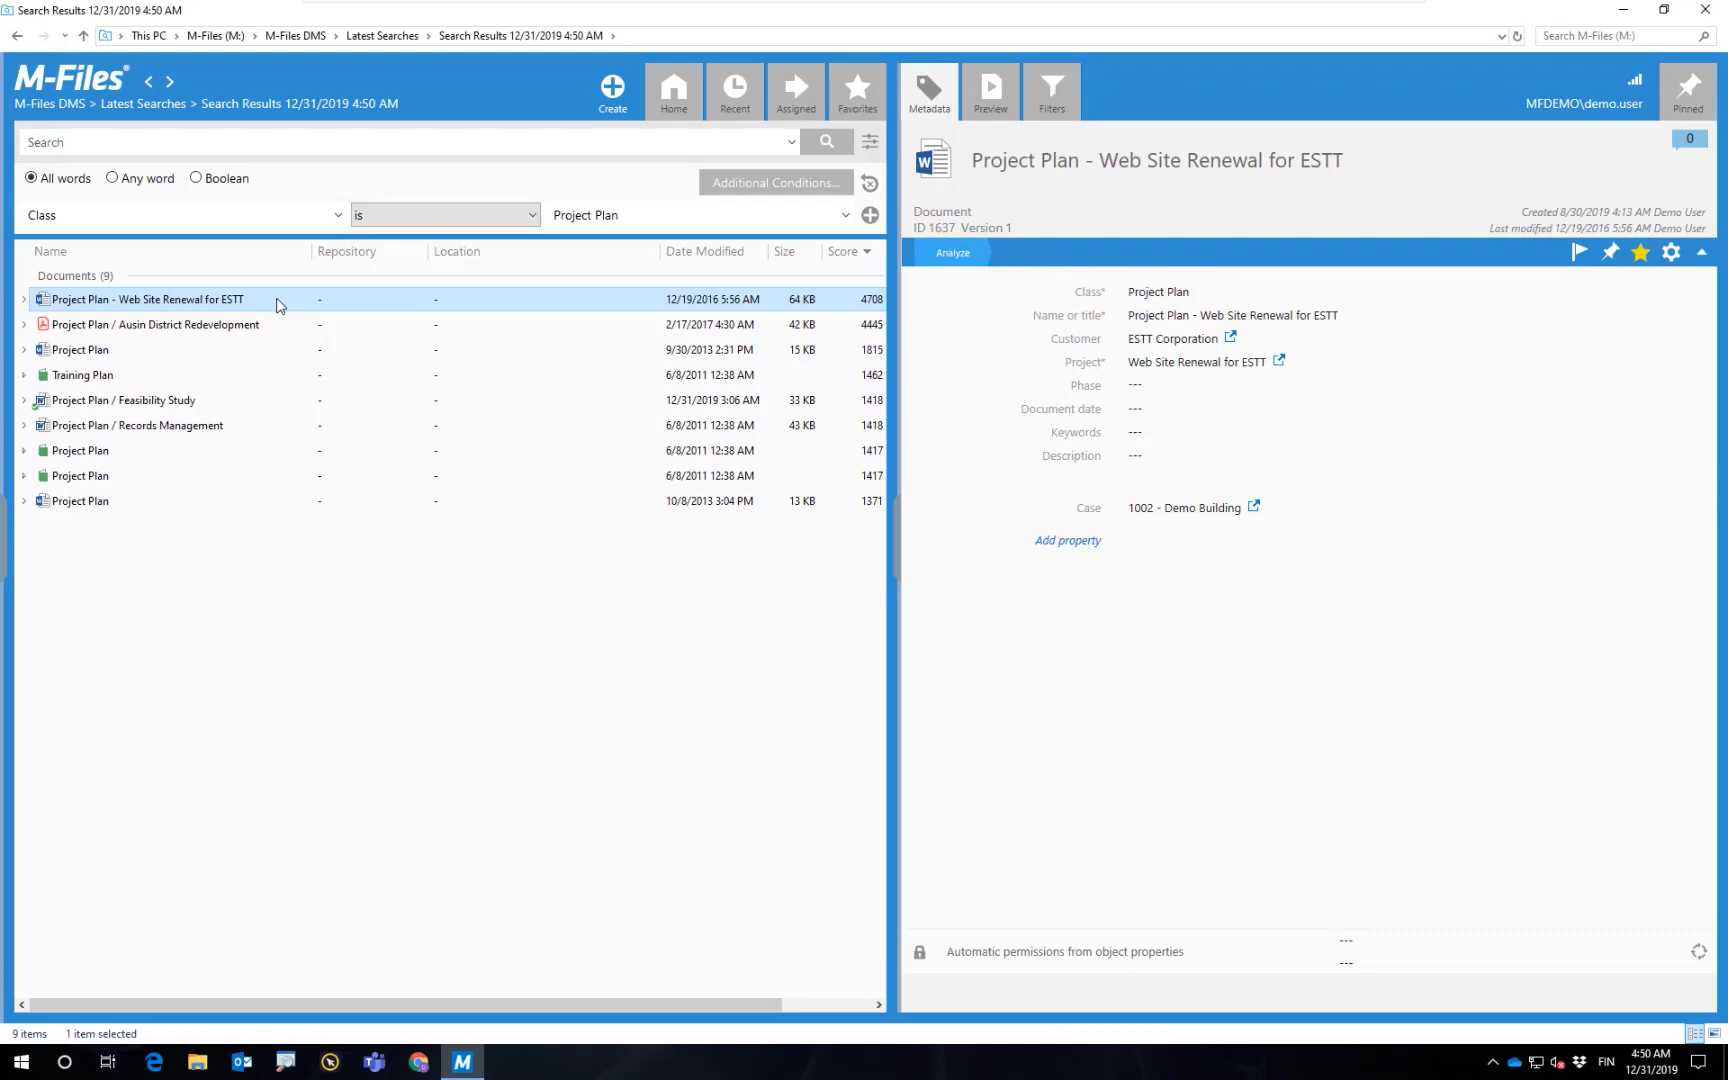 Search Results 12/31/2019 4:50 AM
This PC > M-Files (M:) > M-Files DMS > Latest Searches > Search Results 12/31/2019 4:50 AM >
Search M-Files (M:)
M-Files®
M-Files DMS > Latest Searches > Search Results 12/31/2019 4:50 AM
Create
Home
Recent
Assigned
Favorites
Search
All words Any word Boolean
Additional Conditions...
Class is Project Plan
Name Repository Location Date Modified Size Score
Documents (9)
Project Plan - Web Site Renewal for ESTT - - 12/19/2016 5:56 AM 64 KB 4708
Project Plan / Ausin District Redevelopment - - 2/17/2017 4:30 AM 42 KB 4445
Project Plan - - 9/30/2013 2:31 PM 15 KB 1815
Training Plan - - 6/8/2011 12:38 AM 1462
Project Plan / Feasibility Study - - 12/31/2019 3:06 AM 33 KB 1418
Project Plan / Records Management - - 6/8/2011 12:38 AM 43 KB 1418
Project Plan - - 6/8/2011 12:38 AM 1417
Project Plan - - 6/8/2011 12:38 AM 1417
Project Plan - - 10/8/2013 3:04 PM 13 KB 1371
Metadata
Preview
Filters
MFDEMO\demo.user
Pinned
0
Project Plan - Web Site Renewal for ESTT
Document
ID 1637 Version 1
Created 8/30/2019 4:13 AM Demo User
Last modified 12/19/2016 5:56 AM Demo User
Analyze
Class* Project Plan
Name or title* Project Plan - Web Site Renewal for ESTT
Customer ESTT Corporation
Project* Web Site Renewal for ESTT
Phase ---
Document date ---
Keywords ---
Description ---
Case 1002 - Demo Building
Add property
Automatic permissions from object properties
---
---
9 items 1 item selected
FIN
4:50 AM
12/31/2019